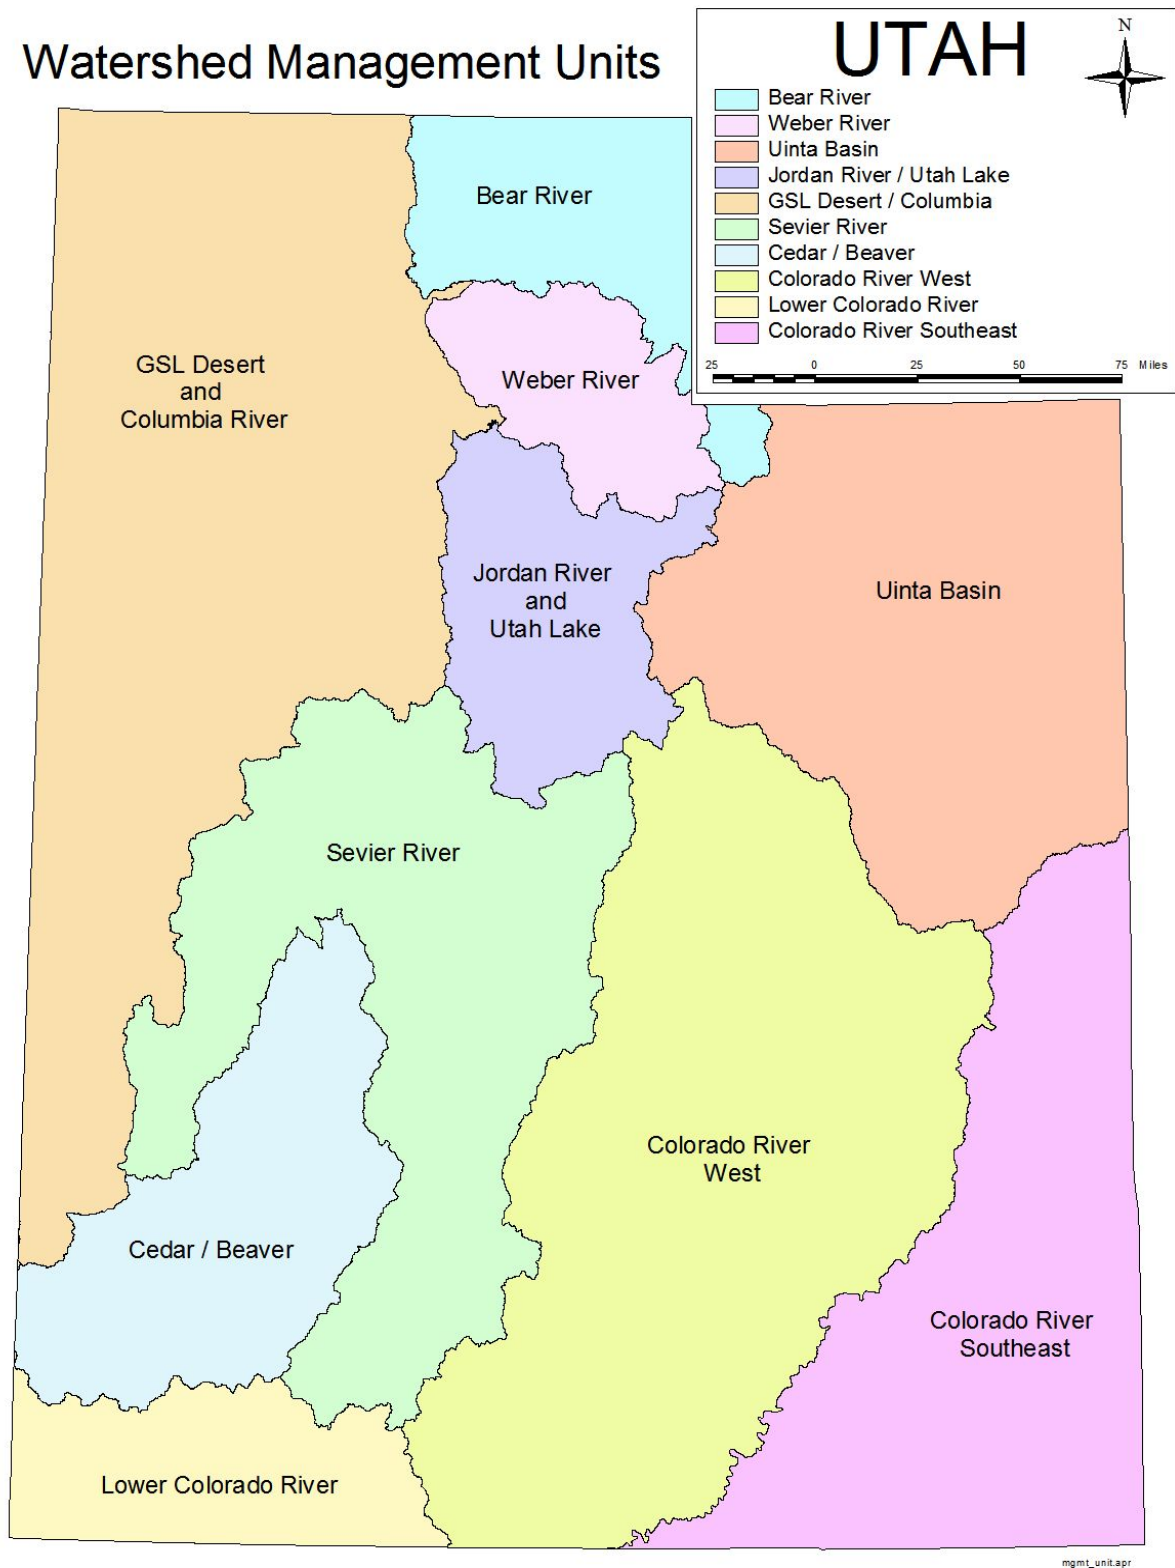 Watershed Management Units
UTAH
N
Bear River
Weber River
Uinta Basin
Jordan River / Utah Lake
GSL Desert / Columbia
Sevier River
Cedar / Beaver
Colorado River West
Lower Colorado River
Colorado River Southeast
25 0 25 50 75 Miles
Bear River
GSL Desert
and
Columbia River
Weber River
Jordan River
and
Utah Lake
Uinta Basin
Sevier River
Colorado River
West
Cedar / Beaver
Colorado River
Southeast
Lower Colorado River
mgmt_unit.apr